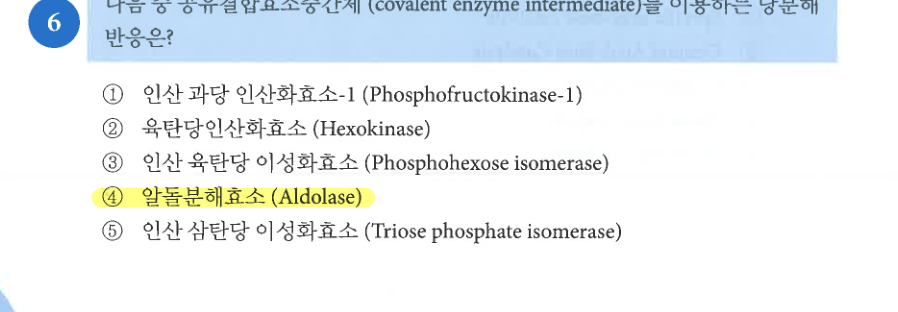 6
다음 중 공유결합효소중간체 (covalent enzyme intermediate)를 이용하는 당분해
반응은?
① 인산 과당 인산화효소-1 (Phosphofructokinase-1)
② 육탄당인산화효소 (Hexokinase)
③ 인산 육탄당 이성화효소 (Phosphohexose isomerase)
④ 알돌분해효소 (Aldolase)
⑤ 인산 삼탄당 이성화효소 (Triose phosphate isomerase)